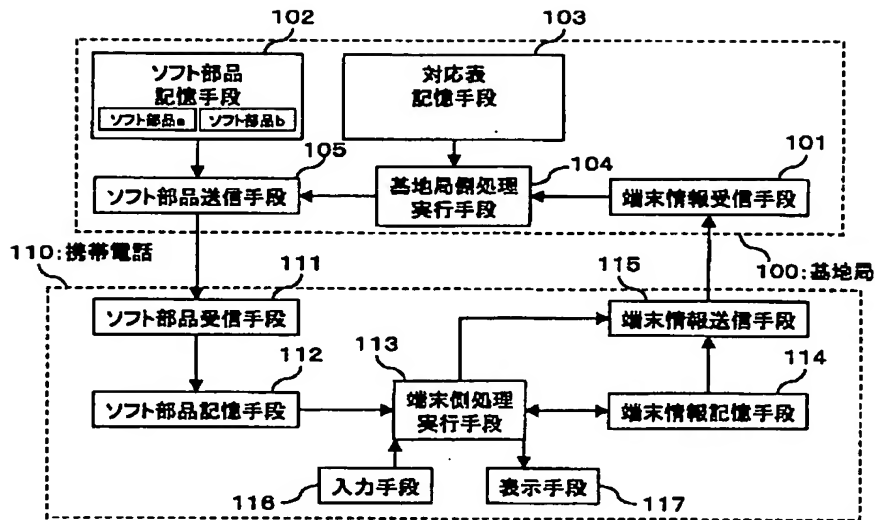 102
103
ソフト部品
記憶手段
ソフト部品a
ソフト部品b
対応表
記憶手段
105
104
101
ソフト部品送信手段
基地局側処理
実行手段
端末情報受信手段
110:携帯電話
100:基地局
111
115
ソフト部品受信手段
端末情報送信手段
113
112
114
ソフト部品記憶手段
端末側処理
実行手段
端末情報記憶手段
116
入力手段
表示手段
117